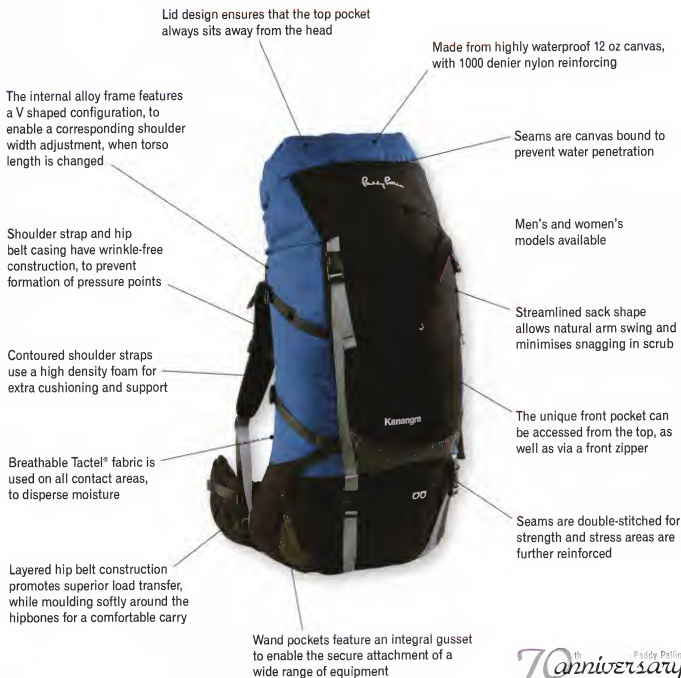 Lid design ensures that the top pocket
always sits away from the head
Made from highly waterproof 12 oz canvas,
with 1000 denier nylon reinforcing
The internal alloy frame features
a V shaped configuration, to
enable a corresponding shoulder
width adjustment, when torso
length is changed
Seams are canvas bound to
prevent water penetration
Paddy Pallin
Men's and women's
models available
Shoulder strap and hip
belt casing have wrinkle-free
construction, to prevent
formation of pressure points
Streamlined sack shape
allows natural arm swing and
minimises snagging in scrub
Contoured shoulder straps
use a high density foam for
extra cushioning and support
Kanangra
The unique front pocket can
be accessed from the top, as
well as via a front zipper
Breathable Tactel® fabric is
used on all contact areas,
to disperse moisture
Seams are double-stitched for
strength and stress areas are
further reinforced
Layered hip belt construction
promotes superior load transfer,
while moulding softly around the
hipbones for a comfortable carry
Wand pockets feature an integral gusset
to enable the secure attachment of a
wide range of equipment
Paddy Pallin
70th anniversary